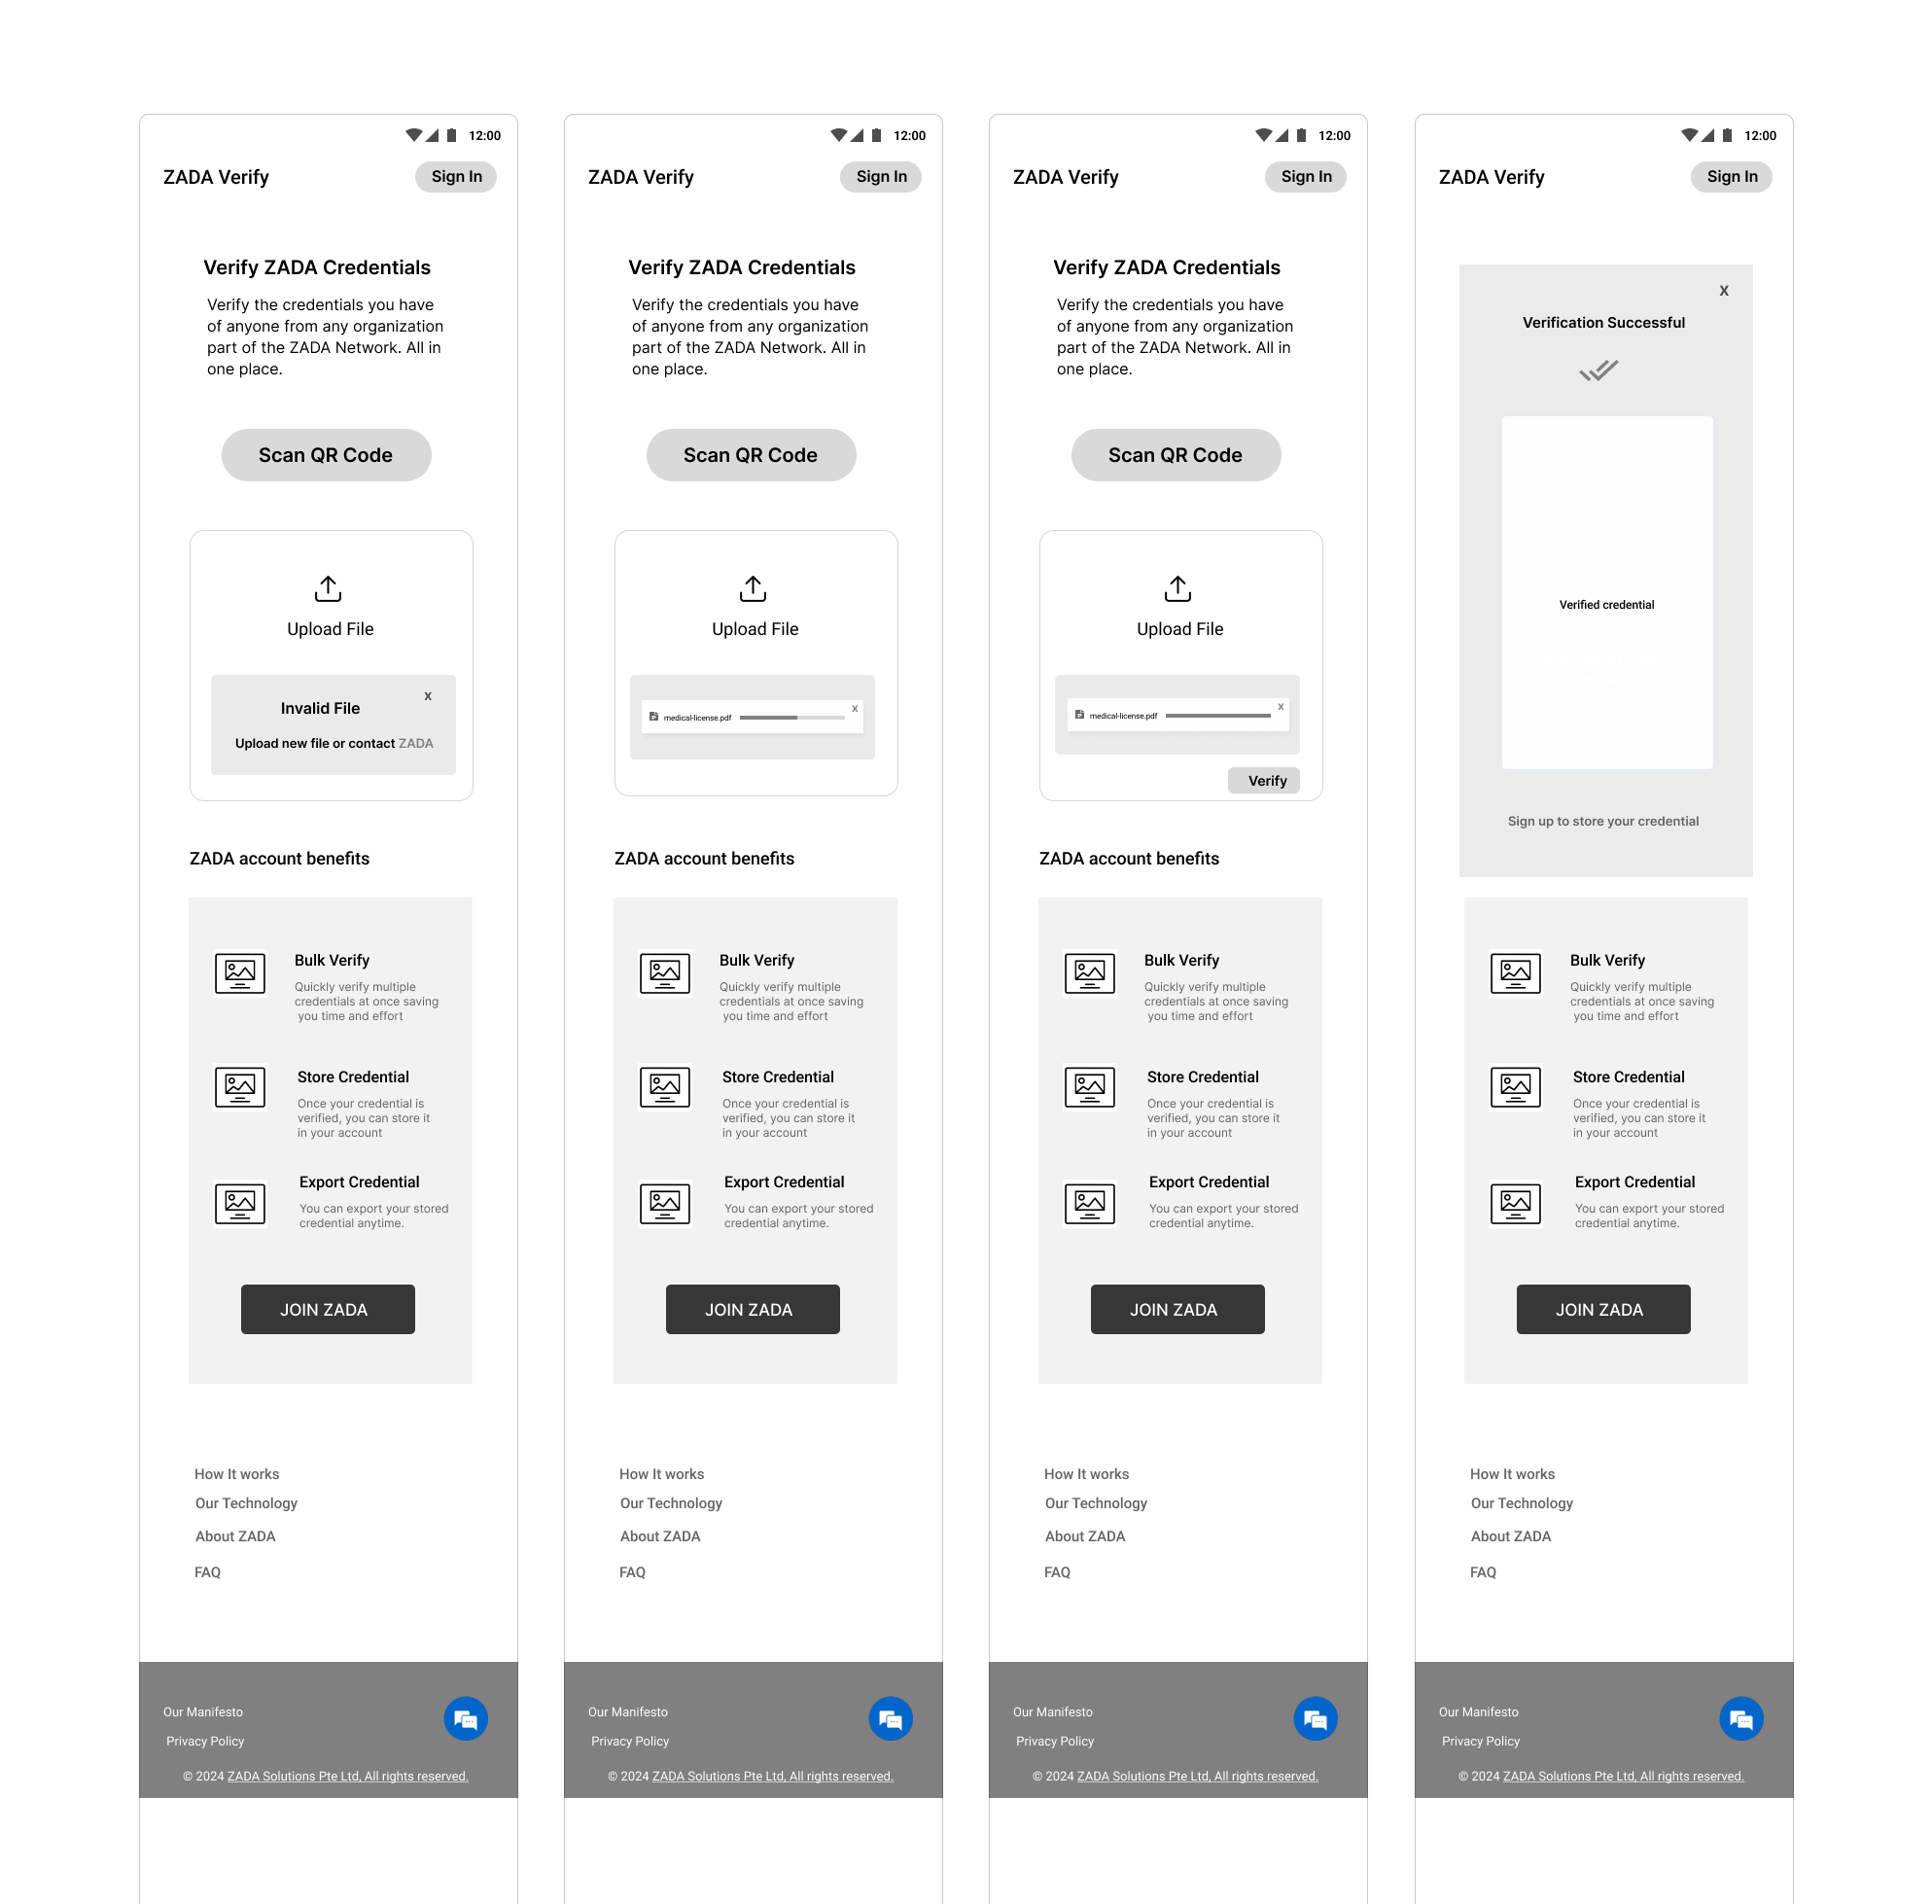 12:00
ZADA Verify
Sign In
Verify ZADA Credentials
Verify the credentials you have
of anyone from any organization
part of the ZADA Network. All in
one place.
Scan QR Code
Upload File
X
Invalid File
Upload new file or contact ZADA
ZADA account benefits
Bulk Verify
Quickly verify multiple
credentials at once saving
you time and effort
Store Credential
Once your credential is
verified, you can store it
in your account
Export Credential
You can export your stored
credential anytime.
JOIN ZADA
How It works
Our Technology
About ZADA
FAQ
Our Manifesto
Privacy Policy
© 2024 ZADA Solutions Pte Ltd, All rights reserved.
12:00
ZADA Verify
Sign In
Verify ZADA Credentials
Verify the credentials you have
of anyone from any organization
part of the ZADA Network. All in
one place.
Scan QR Code
Upload File
X
medical-license.pdf
ZADA account benefits
Bulk Verify
Quickly verify multiple
credentials at once saving
you time and effort
Store Credential
Once your credential is
verified, you can store it
in your account
Export Credential
You can export your stored
credential anytime.
JOIN ZADA
How It works
Our Technology
About ZADA
FAQ
Our Manifesto
Privacy Policy
© 2024 ZADA Solutions Pte Ltd, All rights reserved.
12:00
ZADA Verify
Sign In
Verify ZADA Credentials
Verify the credentials you have
of anyone from any organization
part of the ZADA Network. All in
one place.
Scan QR Code
Upload File
X
medical-license.pdf
Verify
ZADA account benefits
Bulk Verify
Quickly verify multiple
credentials at once saving
you time and effort
Store Credential
Once your credential is
verified, you can store it
in your account
Export Credential
You can export your stored
credential anytime.
JOIN ZADA
How It works
Our Technology
About ZADA
FAQ
Our Manifesto
Privacy Policy
© 2024 ZADA Solutions Pte Ltd, All rights reserved.
12:00
ZADA Verify
Sign In
X
Verification Successful
Verified credential
Sign up to store your credential
Bulk Verify
Quickly verify multiple
credentials at once saving
you time and effort
Store Credential
Once your credential is
verified, you can store it
in your account
Export Credential
You can export your stored
credential anytime.
JOIN ZADA
How It works
Our Technology
About ZADA
FAQ
Our Manifesto
Privacy Policy
© 2024 ZADA Solutions Pte Ltd, All rights reserved.